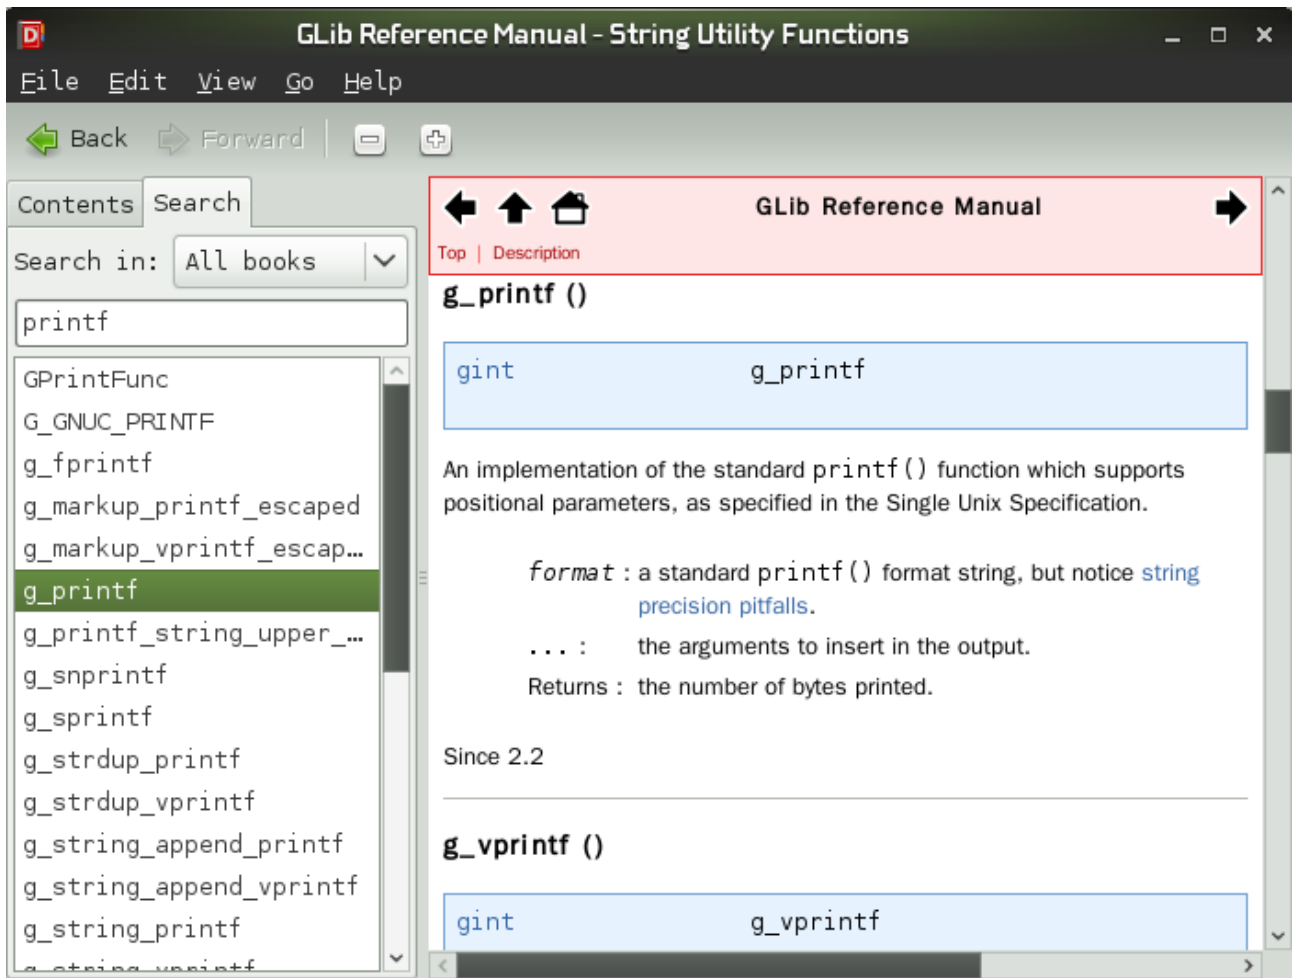 GLib Reference Manual - String Utility Functions
File Edit View Go Help
Back Forward
Contents Search
Search in: All books
printf
GPrintFunc
G_GNUC_PRINTF
g_fprintf
g_markup_printf_escaped
g_markup_vprintf_escap...
g_printf
g_printf_string_upper_...
g_snprintf
g_sprintf
g_strdup_printf
g_strdup_vprintf
g_string_append_printf
g_string_append_vprintf
g_string_printf
g_string_vprintf
GLib Reference Manual
Top | Description
g_printf ()
gint g_printf
An implementation of the standard printf() function which supports
positional parameters, as specified in the Single Unix Specification.
format : a standard printf() format string, but notice string
precision pitfalls.
... : the arguments to insert in the output.
Returns : the number of bytes printed.
Since 2.2
g_vprintf ()
gint g_vprintf